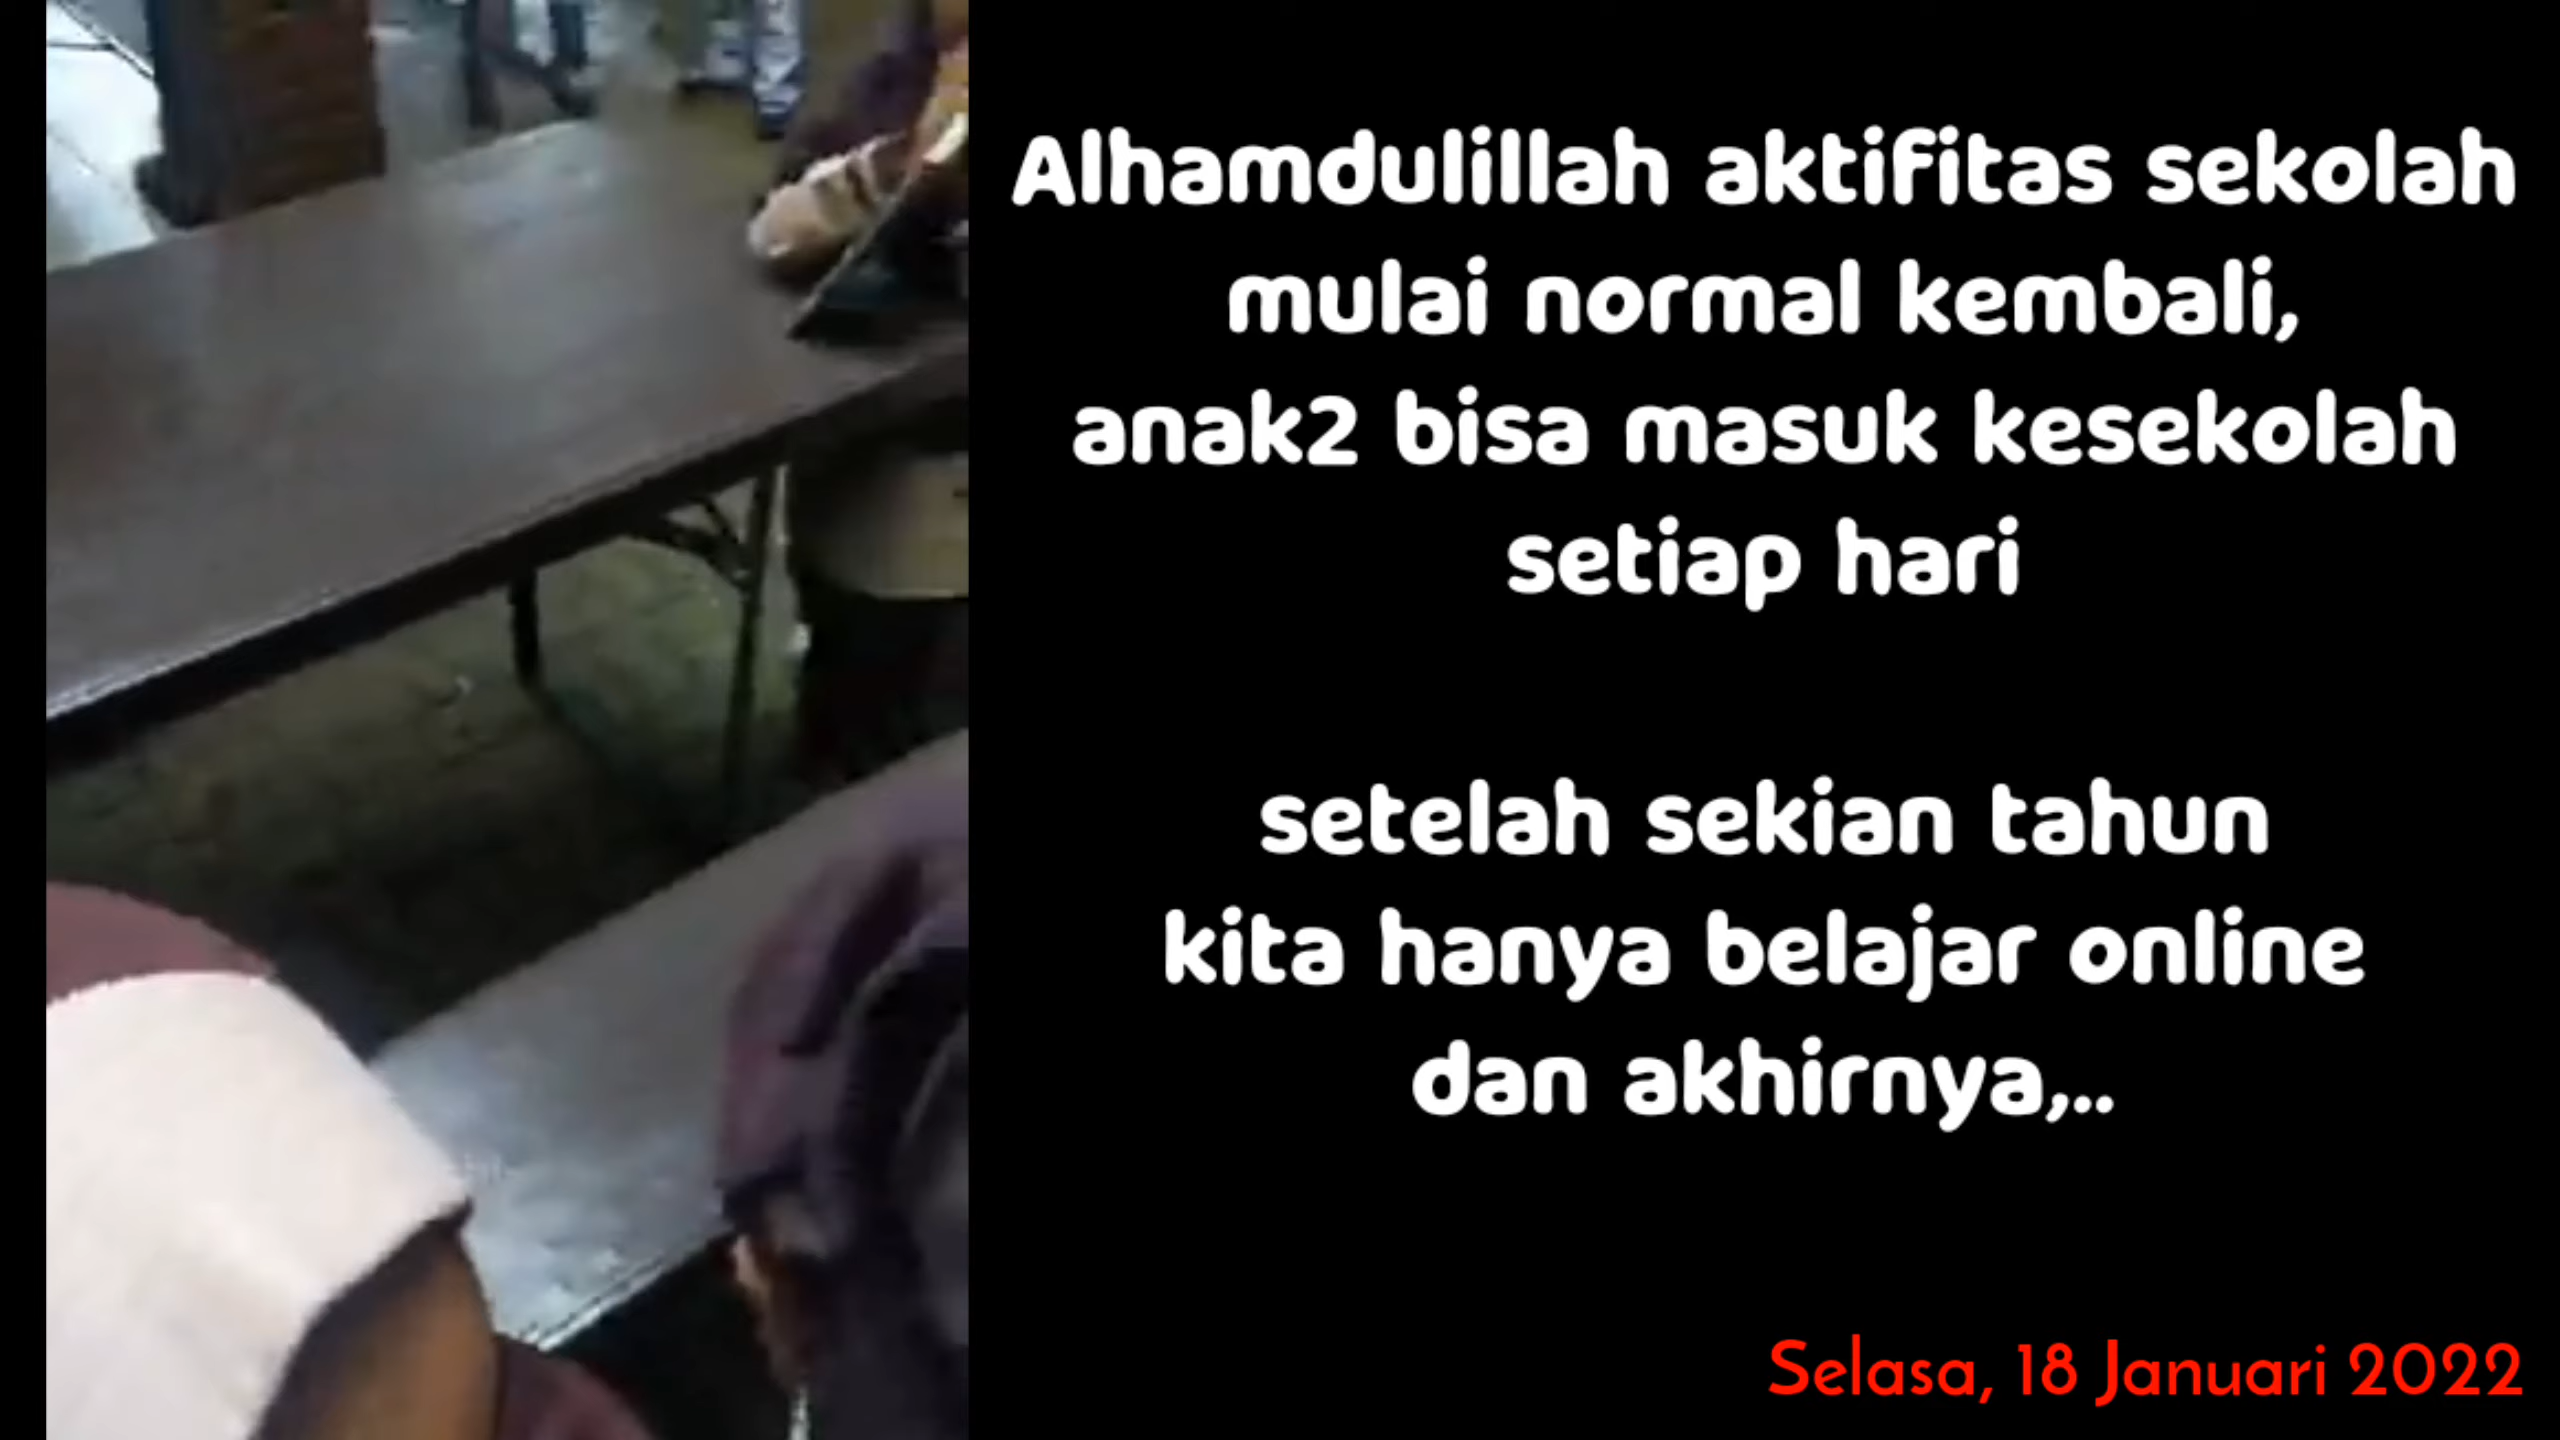 Alhamdulillah aktifitas sekolah
mulai normal kembali,
anak2 bisa masuk kesekolah
setiap hari
setelah sekian tahun
kita hanya belajar online
dan akhirnya,..
Selasa, 18 Januari 2022